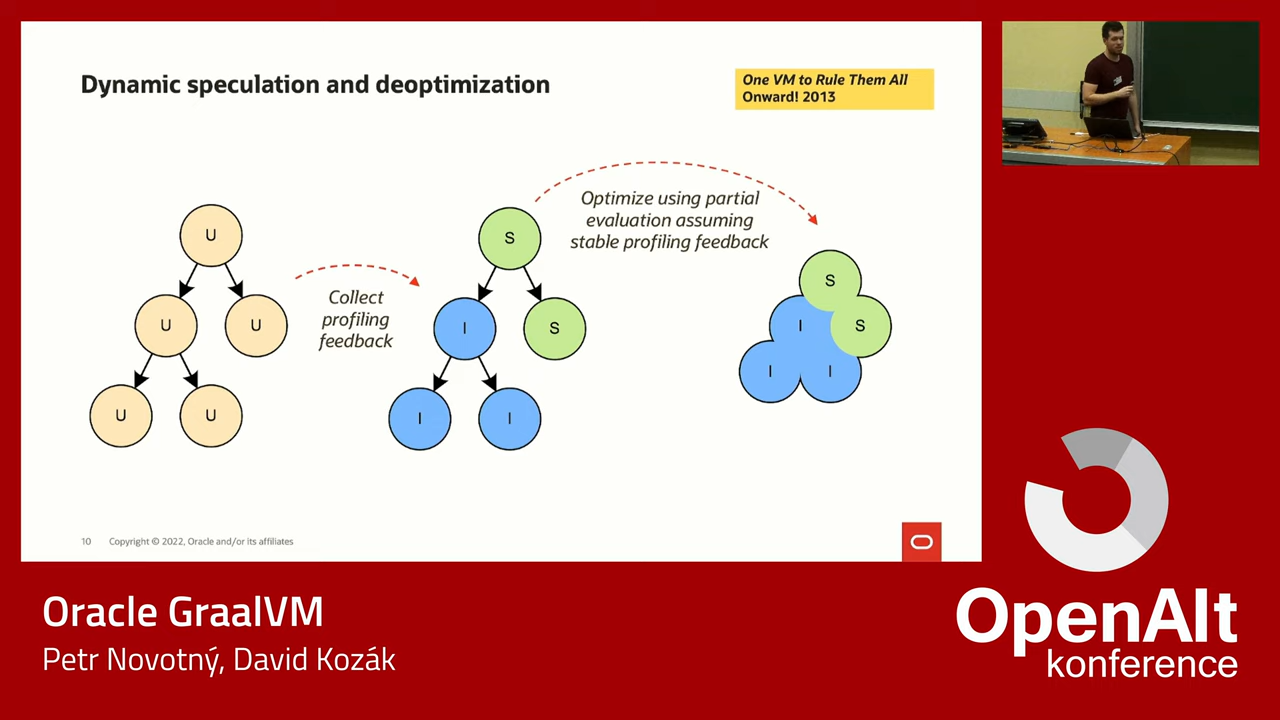 Dynamic speculation and deoptimization
One VM to Rule Them All
Onward! 2013
U
U
U
U
U
Collect
profiling
feedback
S
I
S
I
I
Optimize using partial
evaluation assuming
stable profiling feedback
S
I
S
I
I
10 Copyright © 2022, Oracle and/or its affiliates
Oracle GraalVM
Petr Novotný, David Kozák
OpenAlt
konference